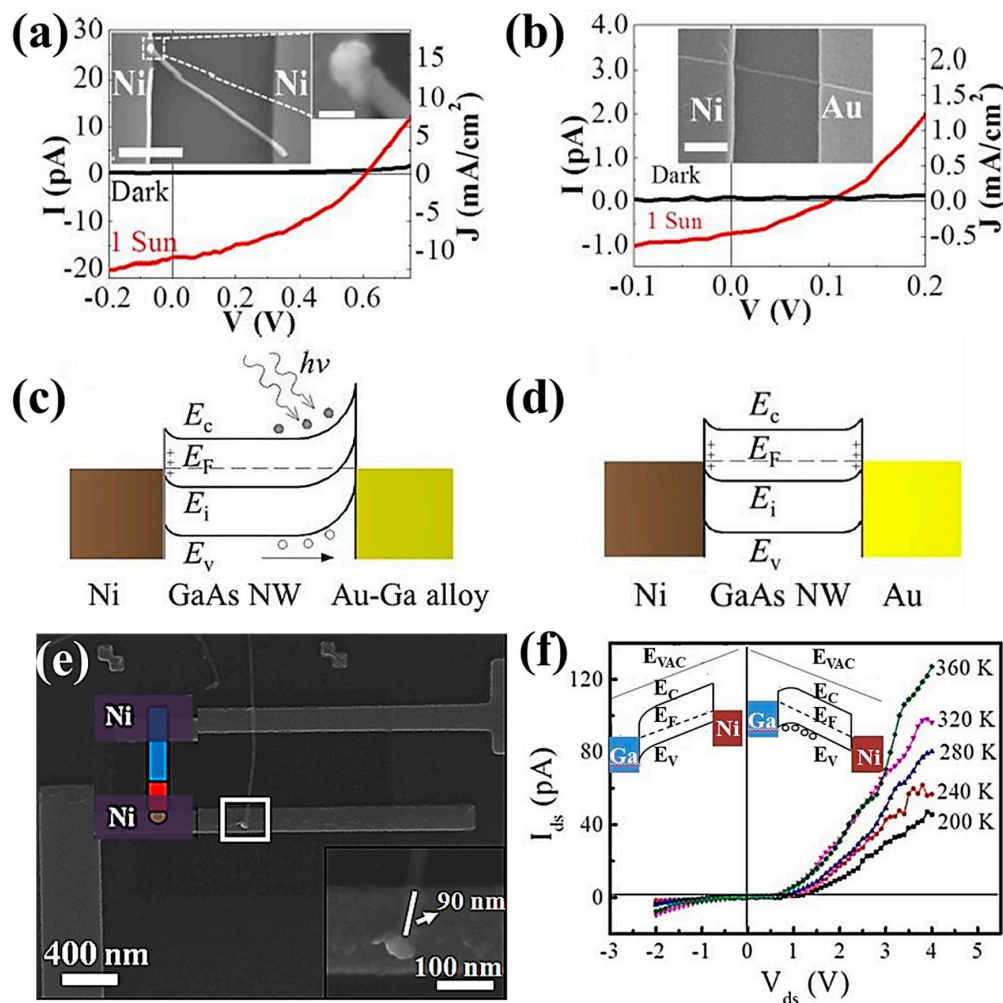 (a)
30
20
10
0
-10
-20
I (pA)
Ni
Ni
Dark
1 Sun
15
10
5
0
-5
-10
J (mA/cm²)
-0.2 0.0 0.2 0.4 0.6
V (V)
(b)
4.0
3.0
2.0
1.0
0.0
-1.0
I (pA)
Ni
Au
Dark
1 Sun
2.0
1.5
1.0
0.5
0.0
-0.5
J (mA/cm²)
-0.1 0.0 0.1 0.2
V (V)
(c)
hν
Ec
EF
Ei
Ev
+
+
+
+
Ni GaAs NW Au-Ga alloy
(d)
Ec
+ EF +
+ +
+ +
Ei
Ev
Ni GaAs NW Au
(e)
Ni
Ni
90 nm
400 nm
100 nm
(f)
120
80
40
0
Ids (pA)
EVAC
EC
EF
EV
Ga
Ni
EVAC
EC
EF
EV
Ga
Ni
360 K
320 K
280 K
240 K
200 K
-3 -2 -1 0 1 2 3 4 5
Vds (V)